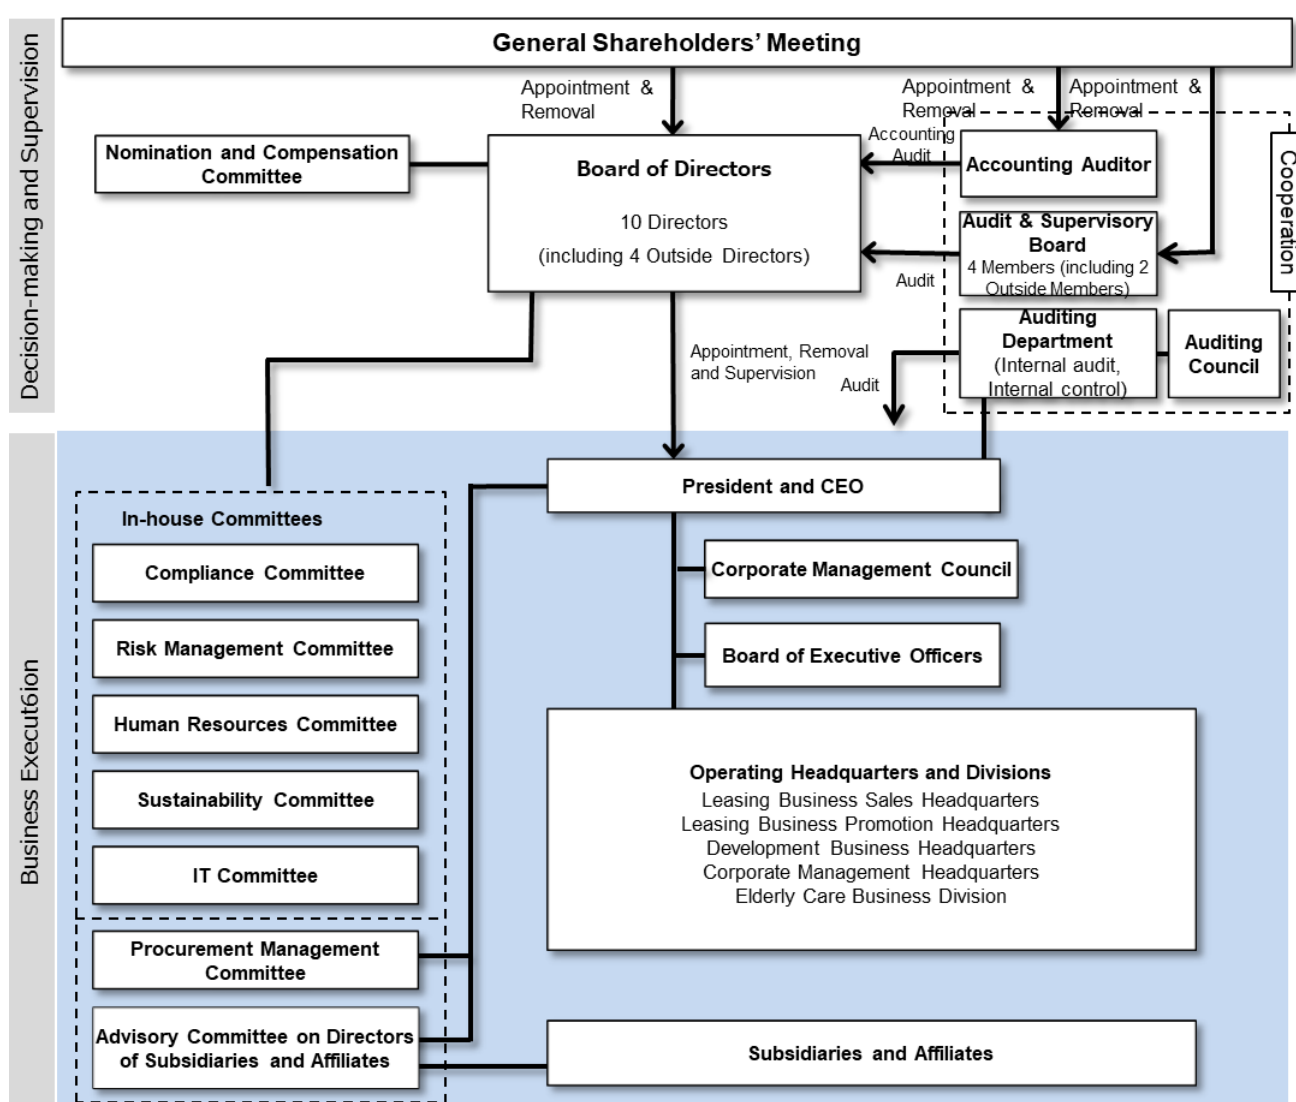 Decision-making and Supervision
General Shareholders’ Meeting
Appointment &
Removal
Appointment &
Removal
Appointment &
Removal
Nomination and Compensation
Committee
Board of Directors
10 Directors
(including 4 Outside Directors)
Accounting
Audit
Accounting Auditor
Cooperation
Audit & Supervisory
Board
4 Members (including 2
Outside Members)
Audit
Auditing
Department
(Internal audit,
Internal control)
Auditing
Council
Appointment, Removal
and Supervision
Audit
Business Execut6ion
President and CEO
In-house Committees
Compliance Committee
Risk Management Committee
Human Resources Committee
Sustainability Committee
IT Committee
Procurement Management
Committee
Advisory Committee on Directors
of Subsidiaries and Affiliates
Corporate Management Council
Board of Executive Officers
Operating Headquarters and Divisions
Leasing Business Sales Headquarters
Leasing Business Promotion Headquarters
Development Business Headquarters
Corporate Management Headquarters
Elderly Care Business Division
Subsidiaries and Affiliates